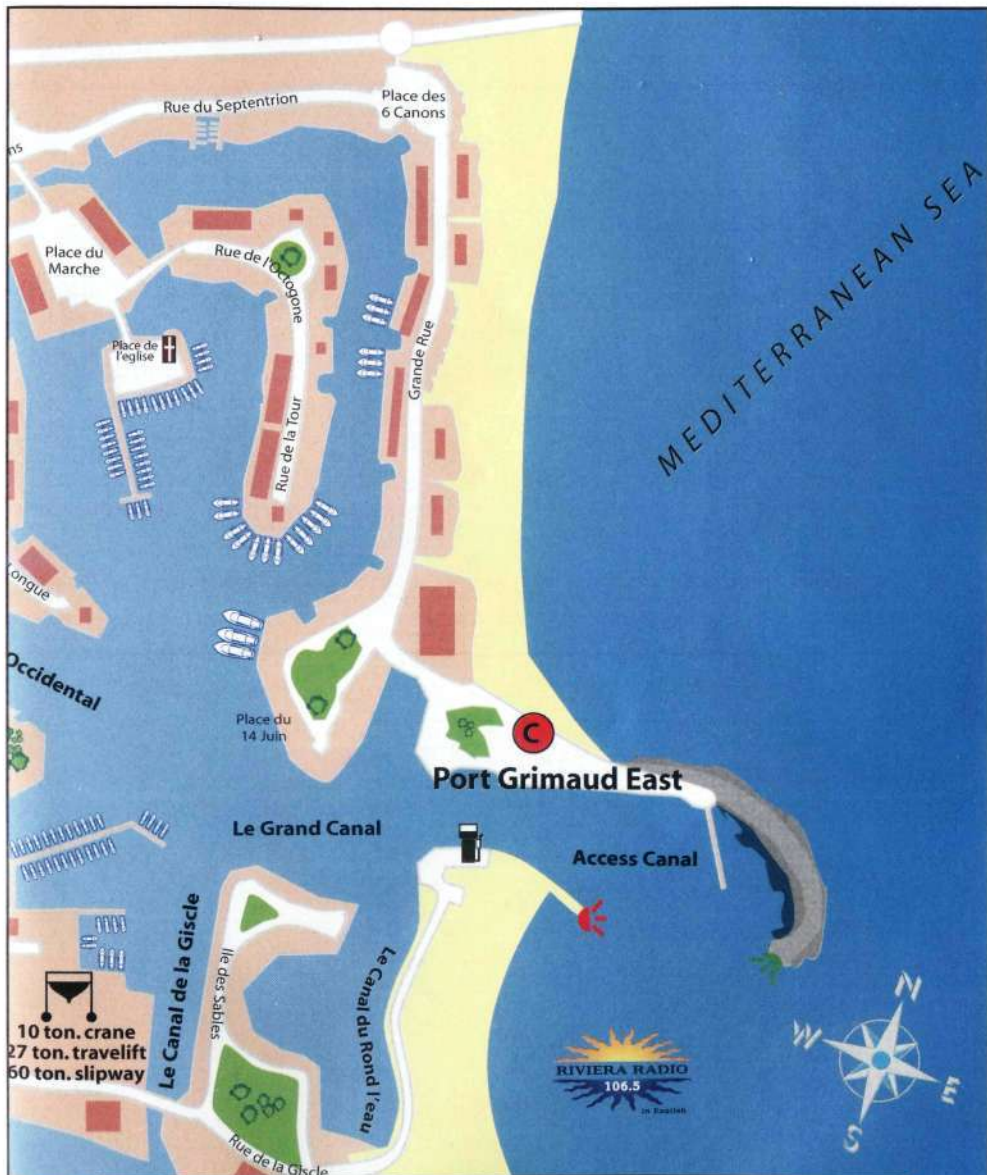 Rue du Septentrion
Place des
6 Canons
ns
MEDITERRANEAN SEA
Place du
Marche
Rue de l'Octogone
Place de
l'eglise
Grande Rue
Rue de la Tour
Longue
Occidental
Place du
14 Juin
C
Port Grimaud East
Le Grand Canal
Access Canal
Le Canal de la Giscle
Ile des Sables
Le Canal du Rond l'eau
10 ton. crane
27 ton. travelift
60 ton. slipway
RIVIERA RADIO
106.5
in English
Rue de la Giscle
N
W
E
S